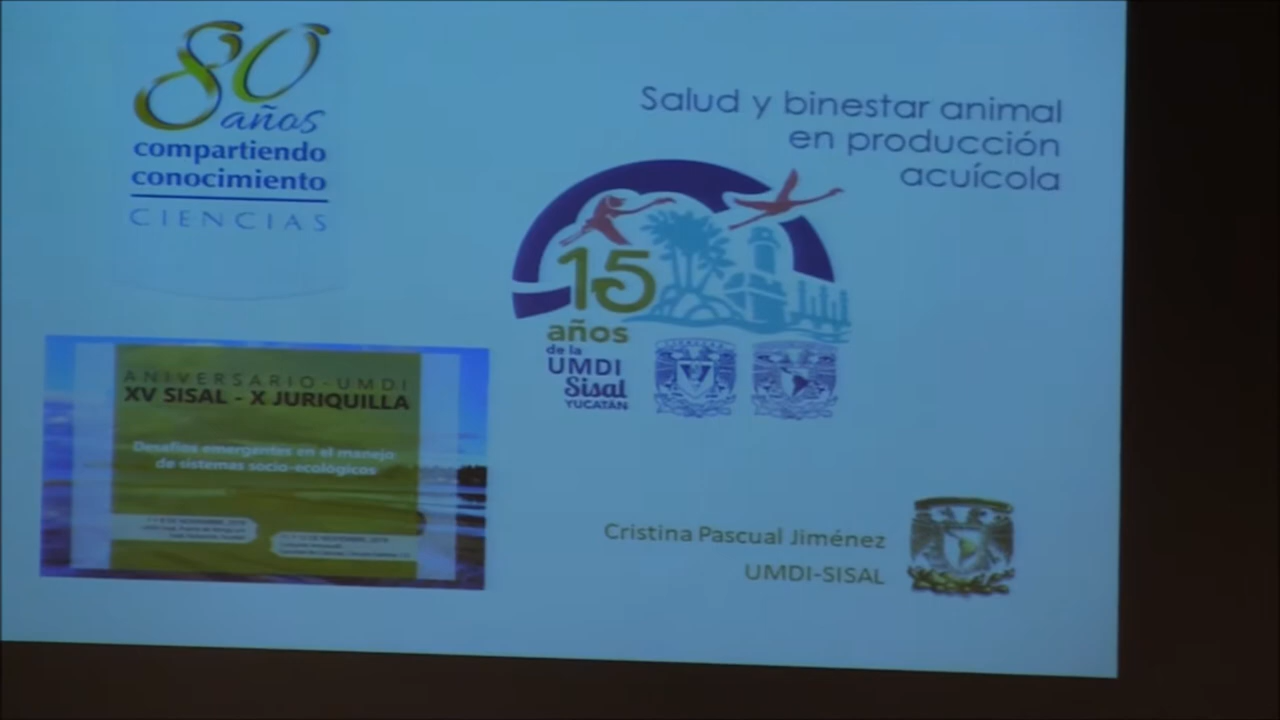 80
años
compartiendo
conocimiento
CIENCIAS
Salud y binestar animal
en producción
acuícola
15
años
de la
UMDI
Sisal
YUCATÁN
ANIVERSARIO-UMDI
XV SISAL - X JURIQUILLA
Desafíos emergentes en el manejo
de sistemas socio-ecológicos
Cristina Pascual Jiménez
UMDI-SISAL